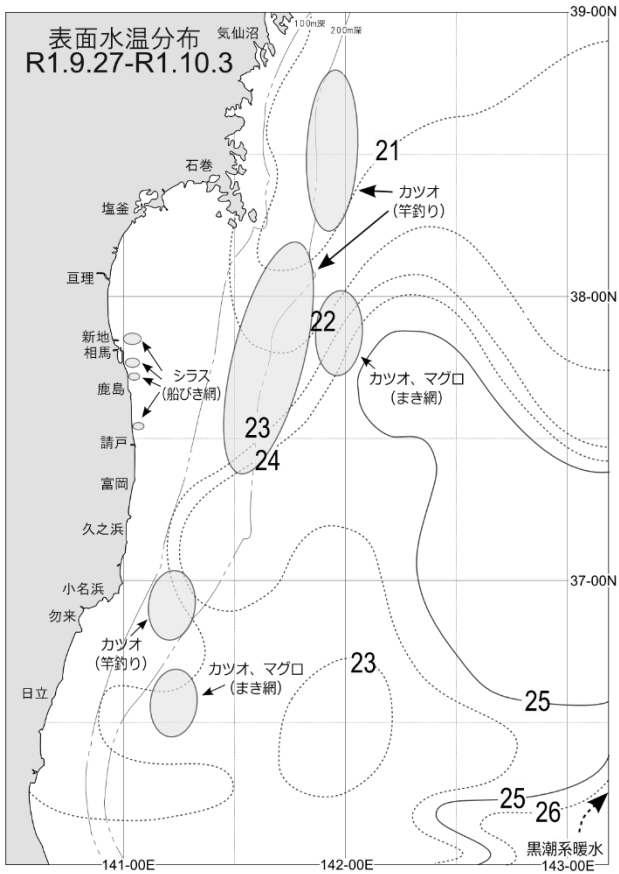 39-00N
100m深
200m深
気仙沼
表面水温分布
R1.9.27-R1.10.3
21
石巻
カツオ
(竿釣り)
塩釜
亘理
38-00N
22
新地
相馬
シラス
(船びき網)
カツオ、マグロ
(まき網)
鹿島
23
請戸
24
富岡
久之浜
37-00N
小名浜
勿来
カツオ
(竿釣り)
カツオ、マグロ
(まき網)
23
日立
25
25
26
黒潮系暖水
141-00E
142-00E
143-00E